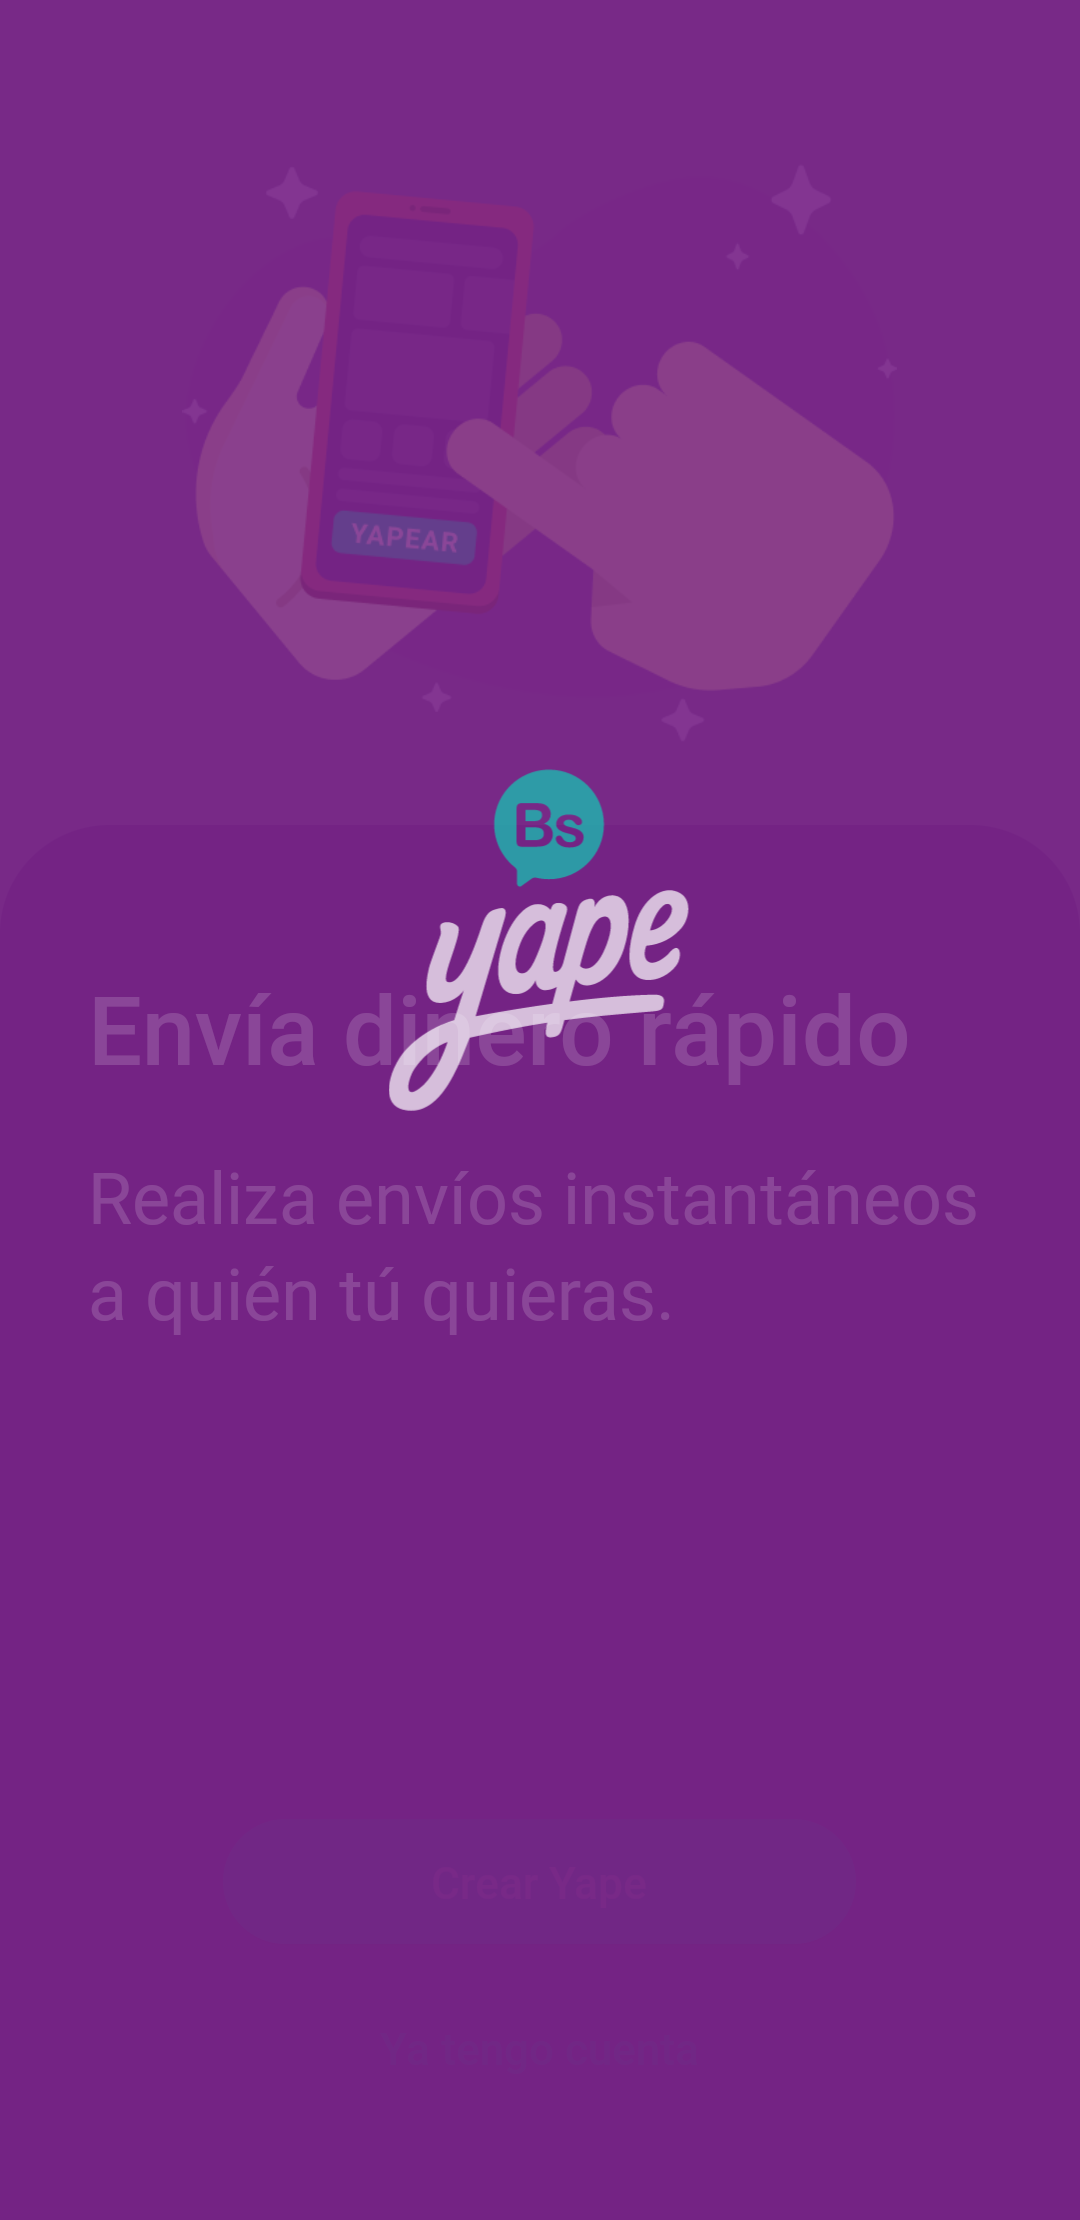 YAPEAR
Bs
yape
Envía dinero rápido
Realiza envíos instantáneos
a quién tú quieras.
Crear Yape
Ya tengo cuenta